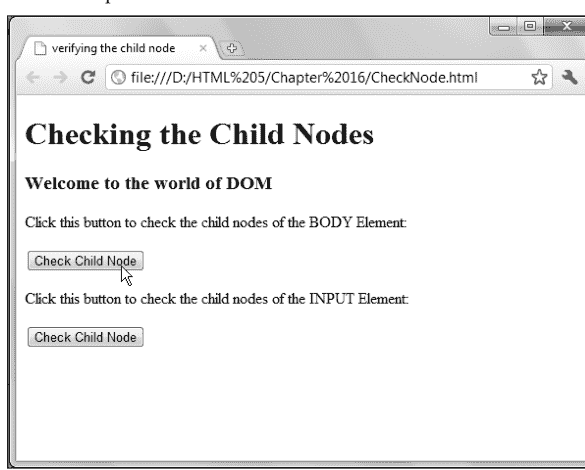 verifying the child node
file:///D:/HTML%205/Chapter%2016/CheckNode.html
Checking the Child Nodes
Welcome to the world of DOM
Click this button to check the child nodes of the BODY Element:
Check Child Node
Click this button to check the child nodes of the INPUT Element:
Check Child Node